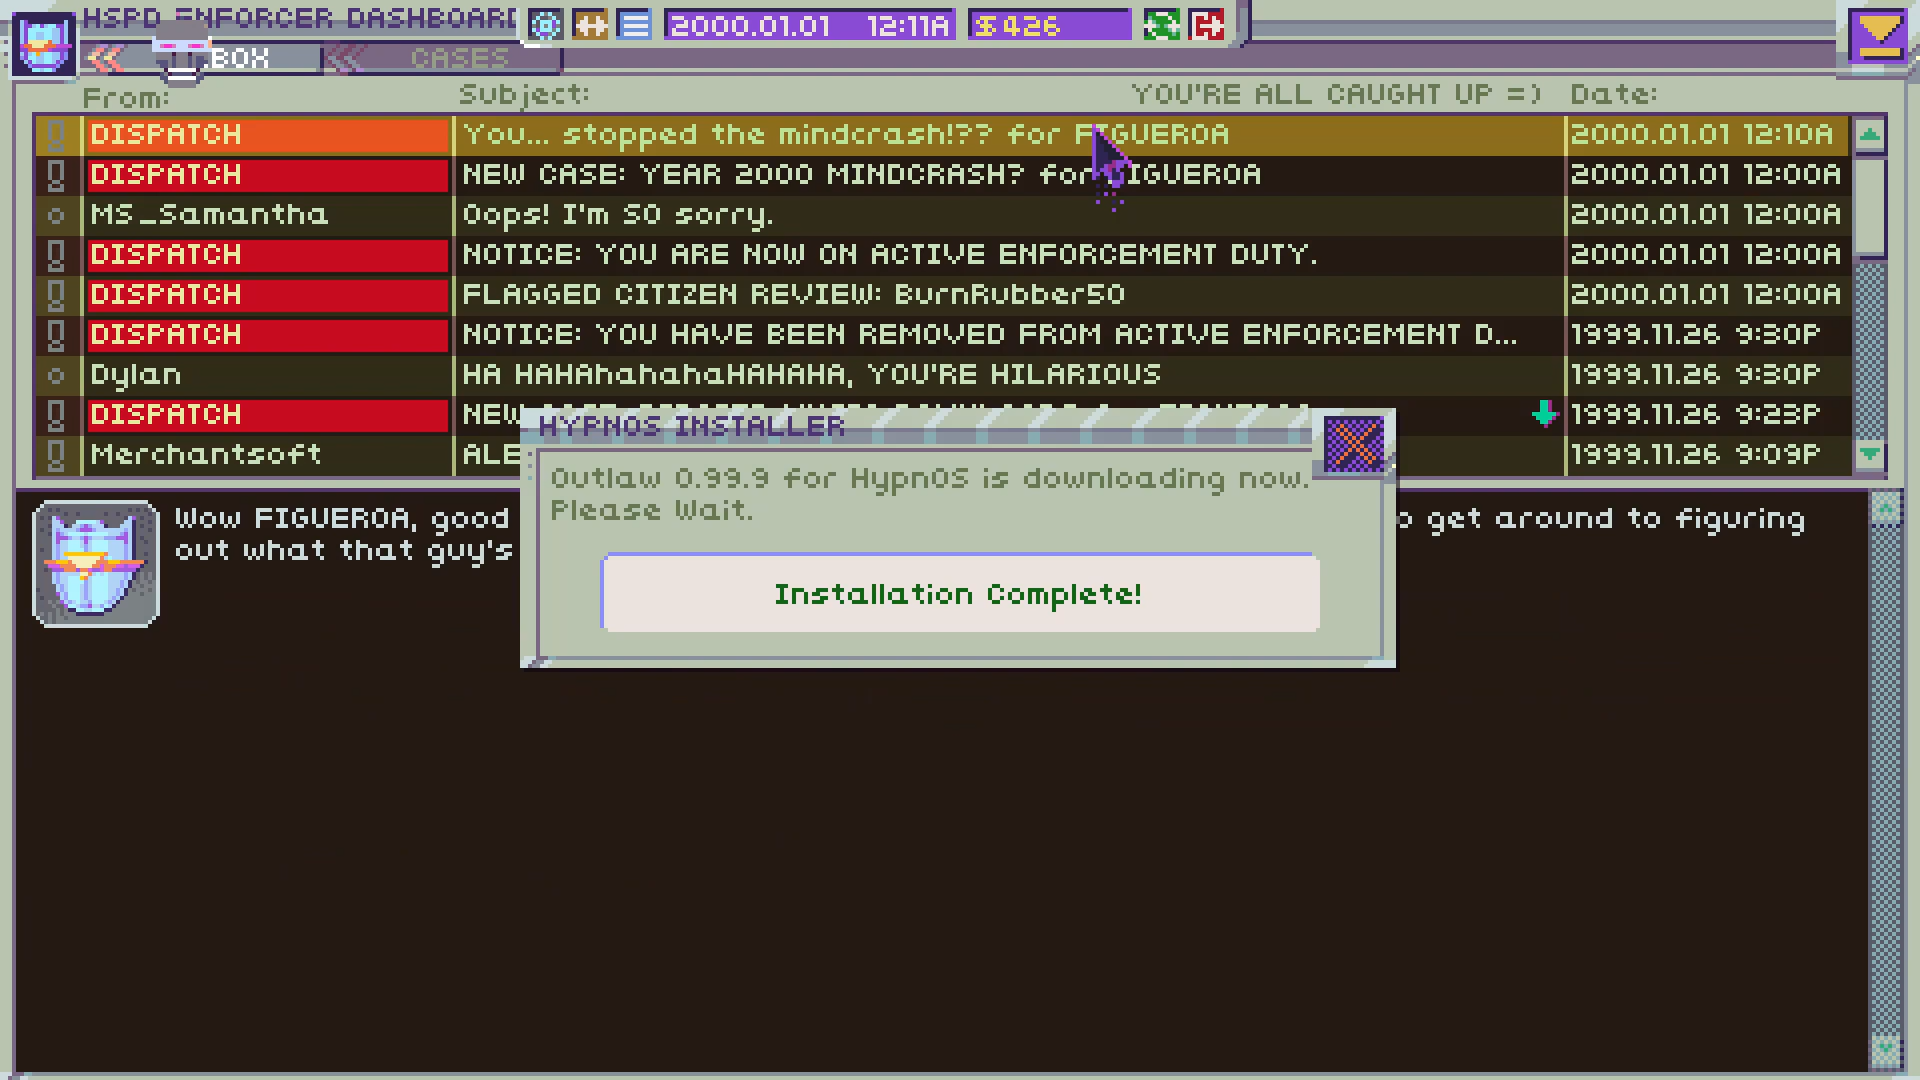 HSPD ENFORCER DASHBOARD
2000.01.01 12:11A
426
BOX
CASES
From:
Subject:
YOU'RE ALL CAUGHT UP =)
Date:
DISPATCH
You... stopped the mindcrash!?? for FIGUEROA
2000.01.01 12:10A
DISPATCH
NEW CASE: YEAR 2000 MINDCRASH? for FIGUEROA
2000.01.01 12:00A
MS_Samantha
Oops! I'm SO sorry.
2000.01.01 12:00A
DISPATCH
NOTICE: YOU ARE NOW ON ACTIVE ENFORCEMENT DUTY.
2000.01.01 12:00A
DISPATCH
FLAGGED CITIZEN REVIEW: BurnRubber50
2000.01.01 12:00A
DISPATCH
NOTICE: YOU HAVE BEEN REMOVED FROM ACTIVE ENFORCEMENT D...
1999.11.26 9:30P
Dylan
HA HAHAhahahaHAHAHA, YOU'RE HILARIOUS
1999.11.26 9:30P
DISPATCH
NEW
1999.11.26 9:23P
Merchantsoft
ALE
1999.11.26 9:09P
HYPNOS INSTALLER
Outlaw 0.99.9 for HypnOS is downloading now.
Please Wait.
Installation Complete!
Wow FIGUEROA, good
get around to figuring
out what that guy's